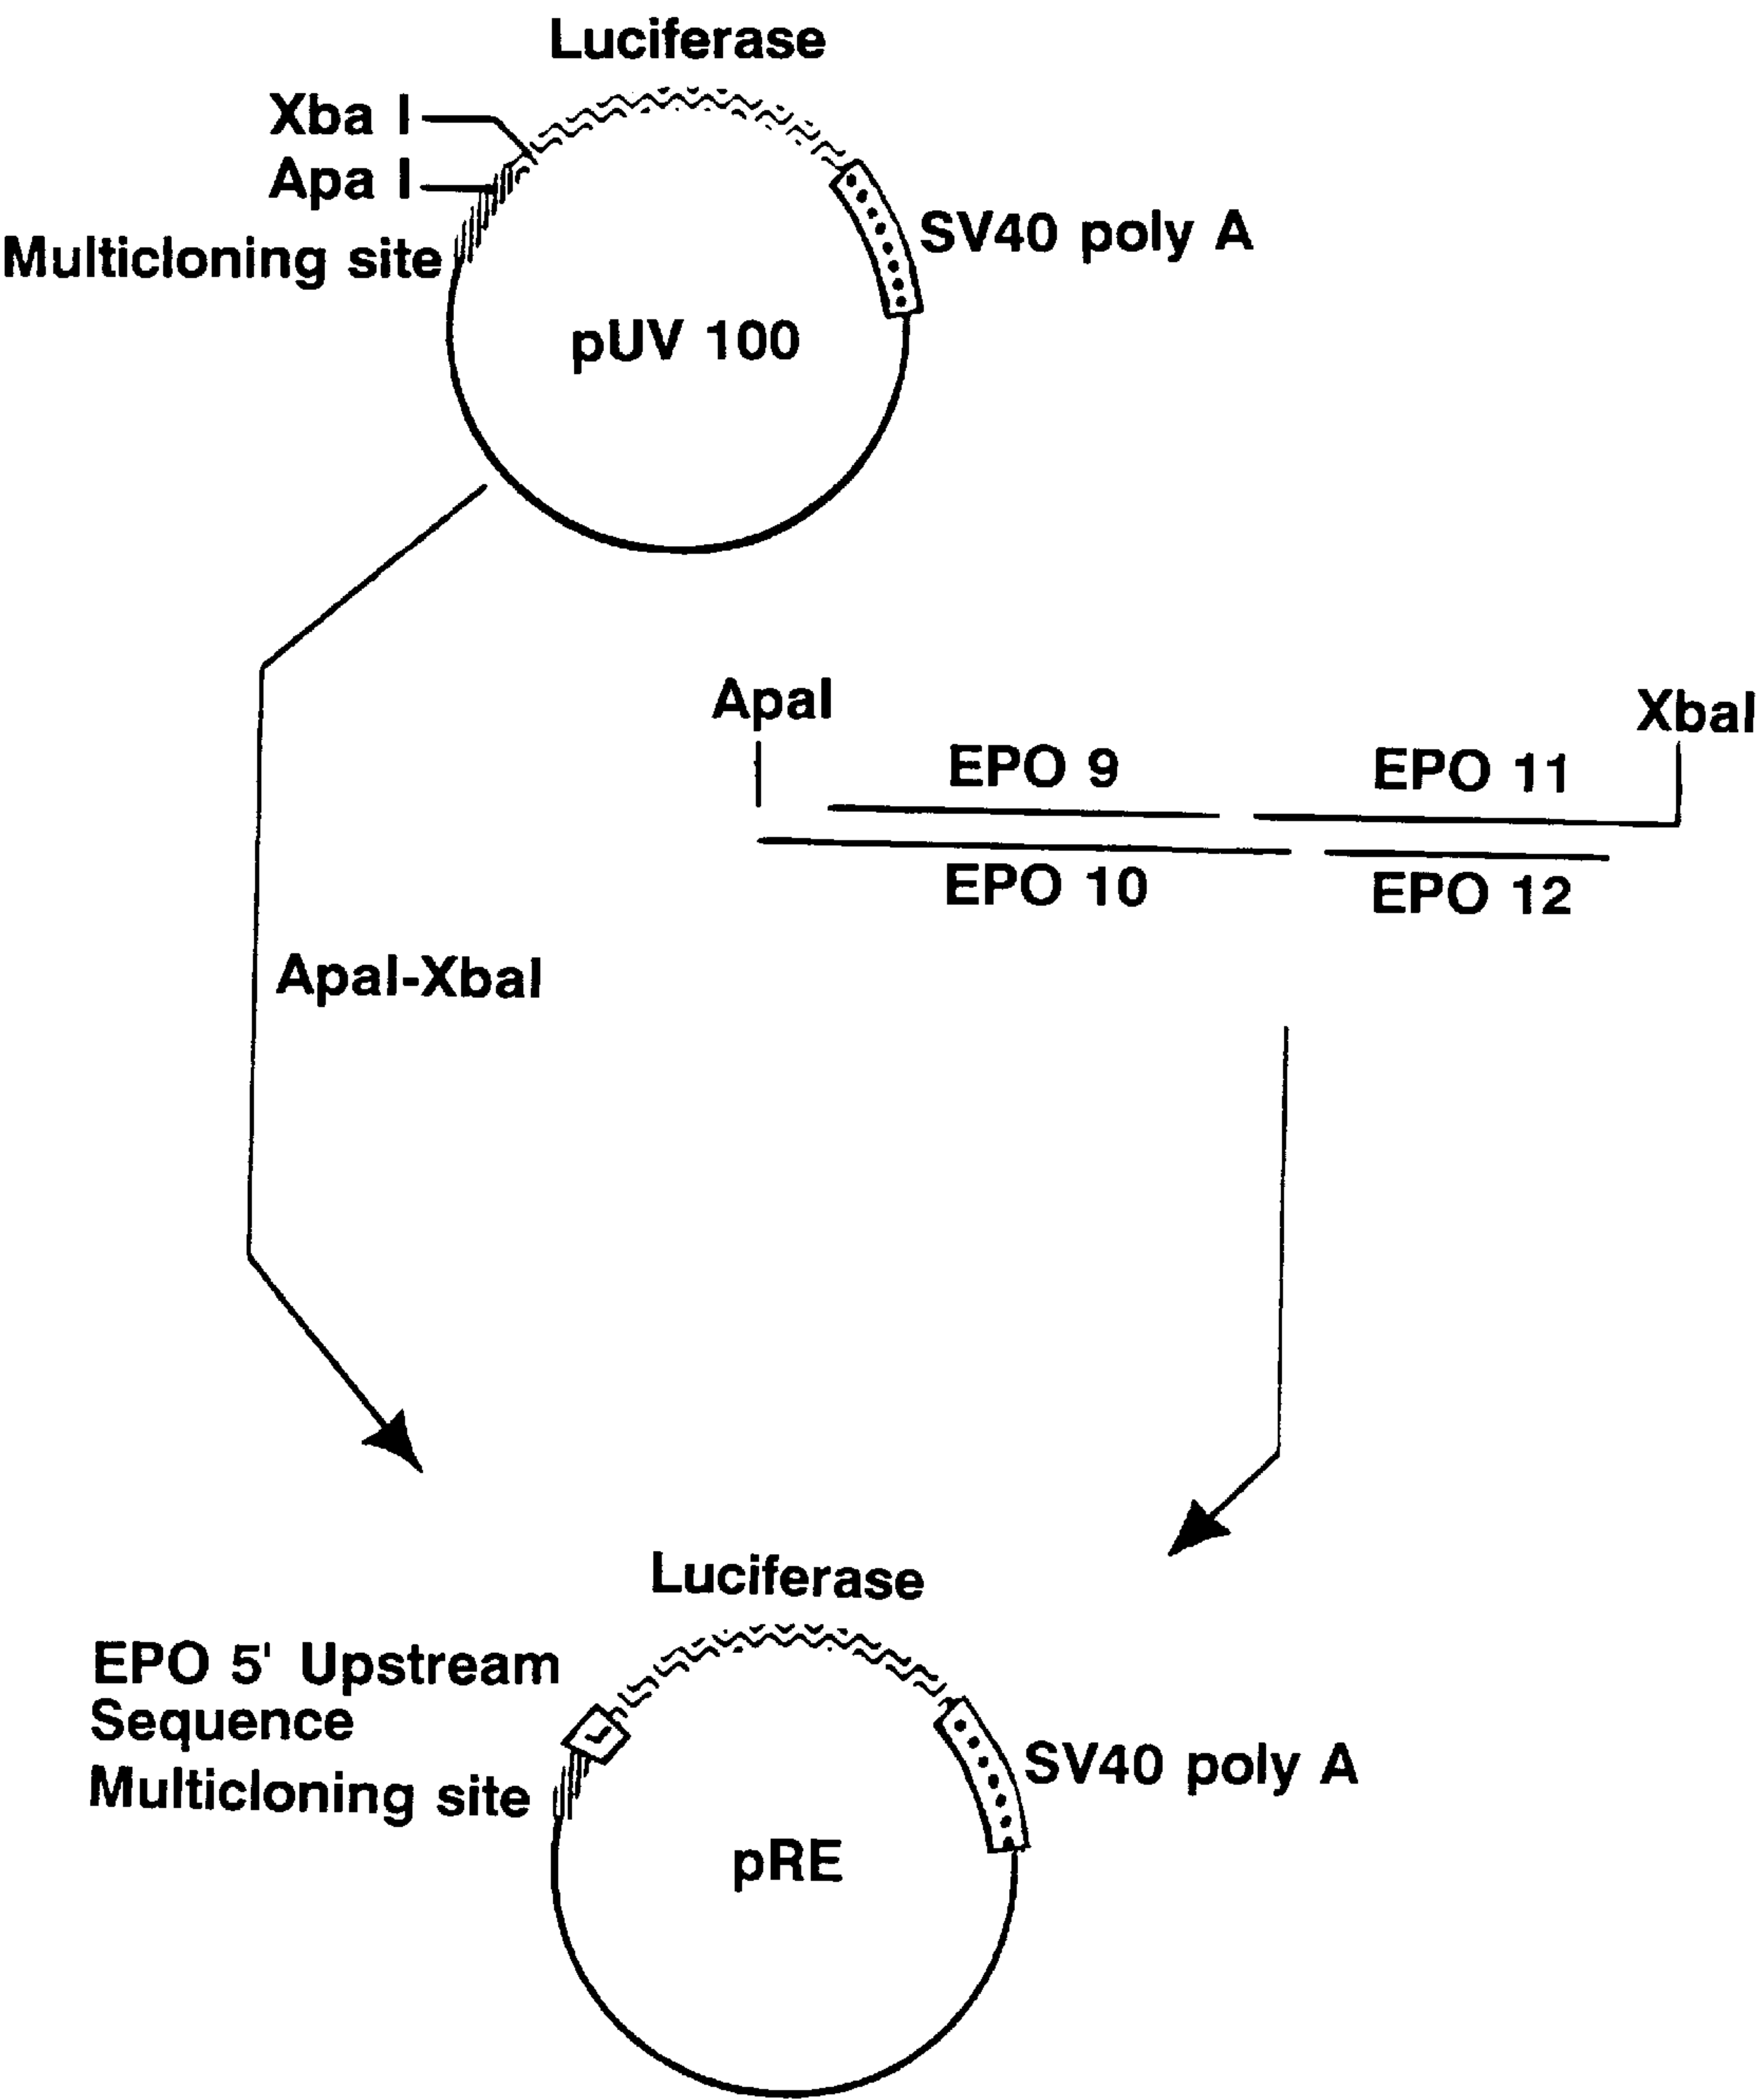 Luciferase
Xba I
Apa I
Multicloning site
SV40 poly A
pUV 100
ApaI
XbaI
EPO 9
EPO 11
EPO 10
EPO 12
ApaI-XbaI
Luciferase
EPO 5' Upstream
Sequence
Multicloning site
SV40 poly A
pRE